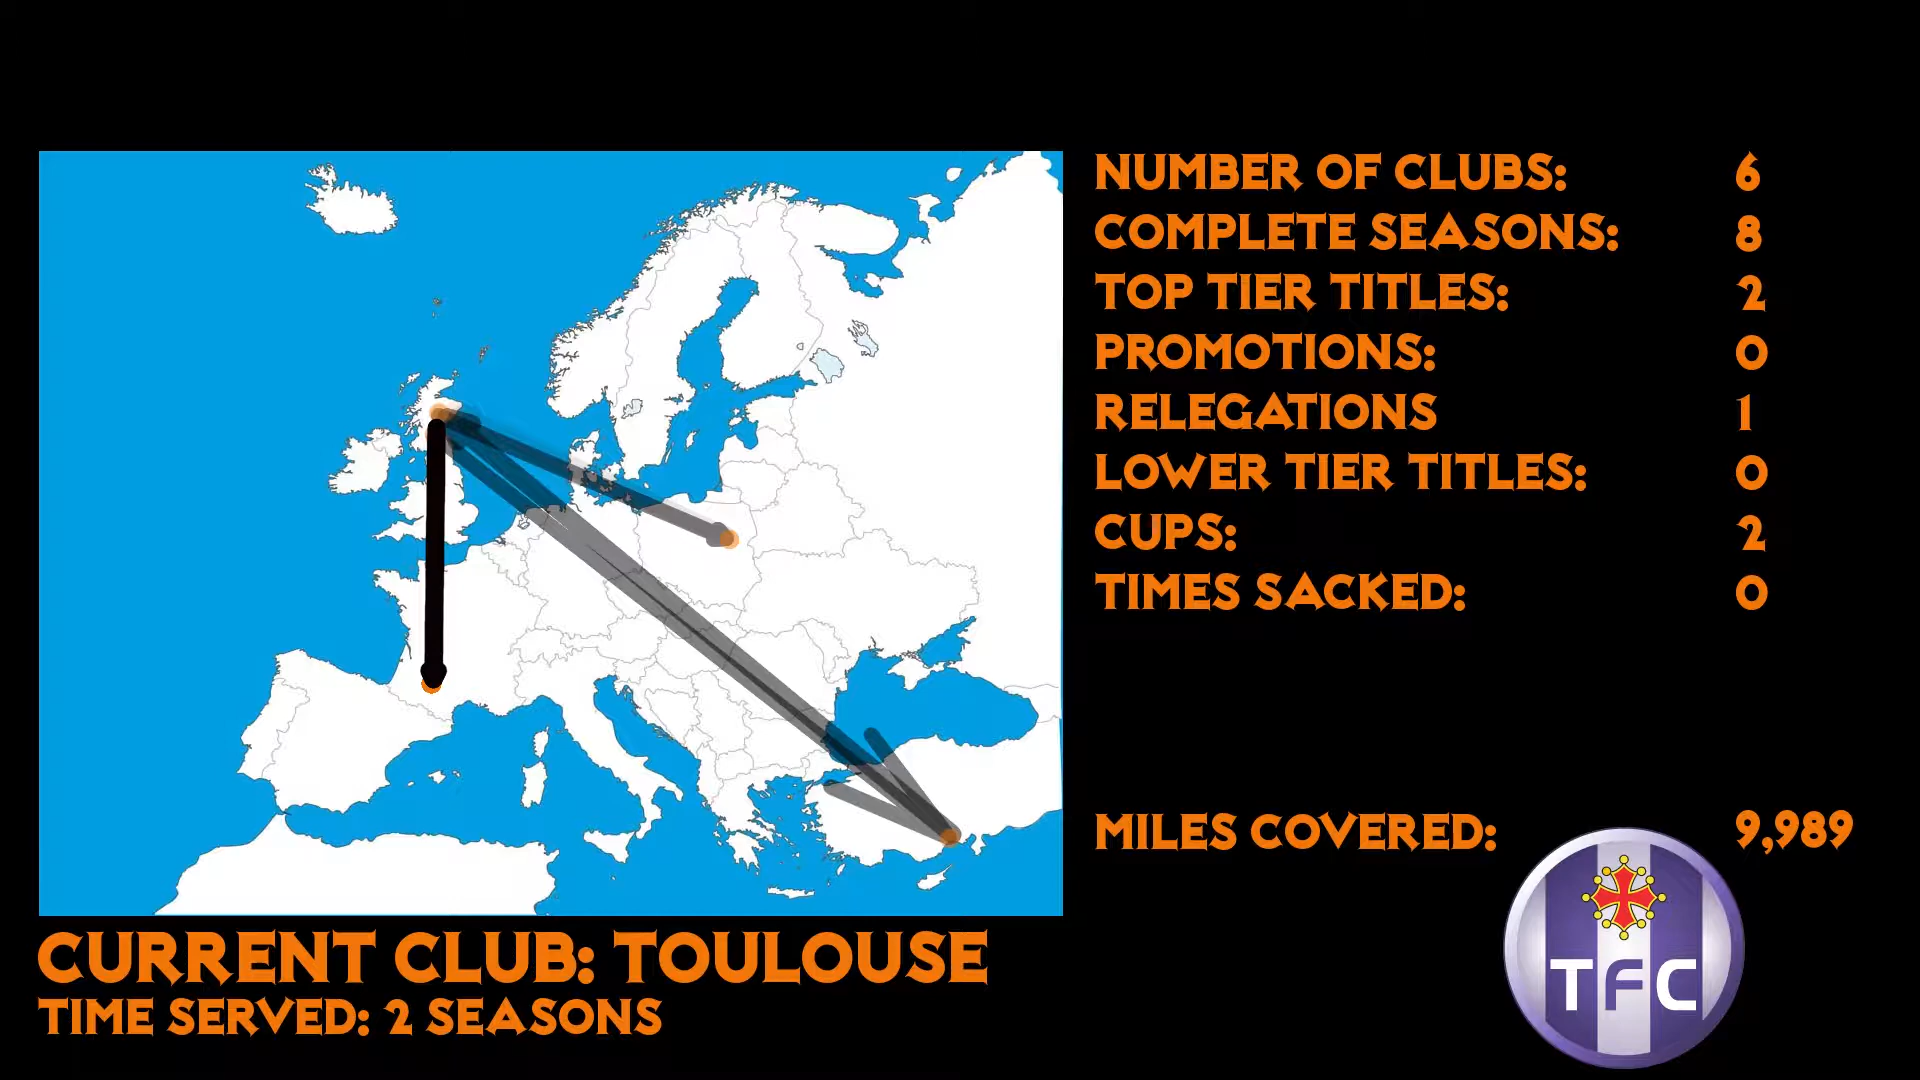 NUMBER OF CLUBS: 6
COMPLETE SEASONS: 8
TOP TIER TITLES: 2
PROMOTIONS: 0
RELEGATIONS 1
LOWER TIER TITLES: 0
CUPS: 2
TIMES SACKED: 0
MILES COVERED: 9,989
TFC
CURRENT CLUB: TOULOUSE
TIME SERVED: 2 SEASONS